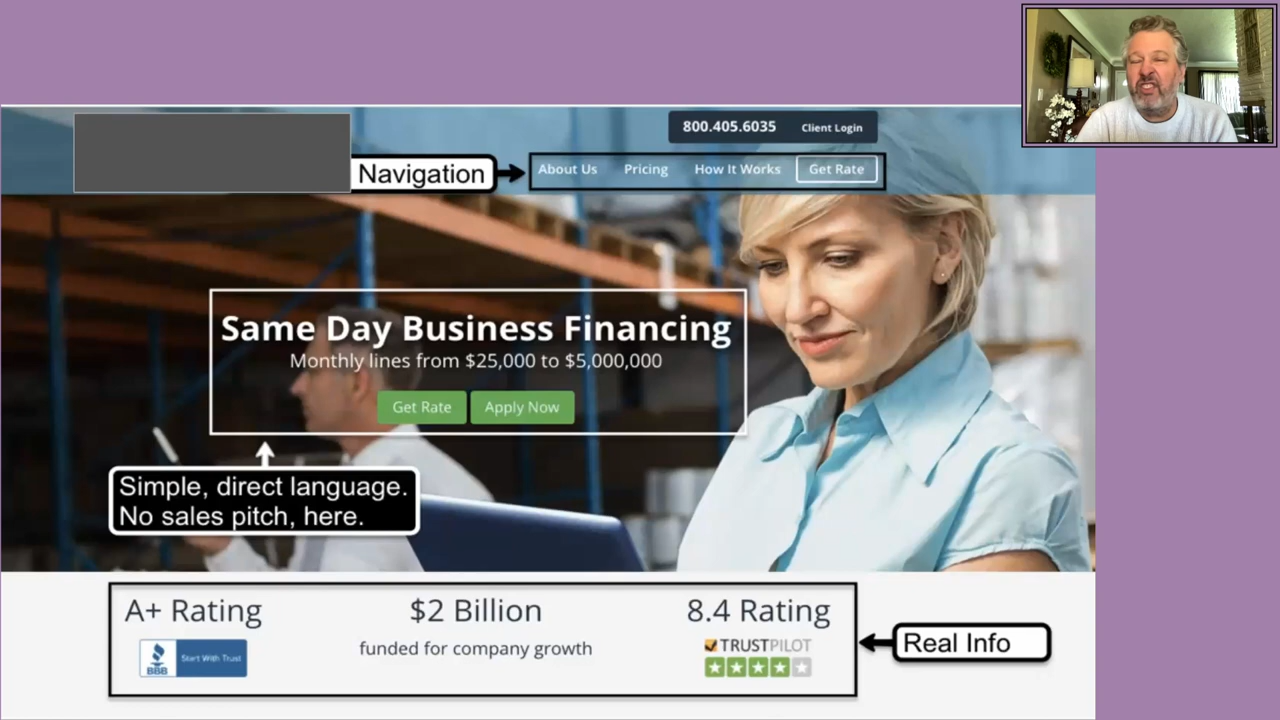 800.405.6035 Client Login
Navigation
About Us Pricing How It Works Get Rate
Same Day Business Financing
Monthly lines from $25,000 to $5,000,000
Get Rate Apply Now
Simple, direct language.
No sales pitch, here.
A+ Rating $2 Billion 8.4 Rating
BBB Start With Trust funded for company growth TRUSTPILOT
Real Info